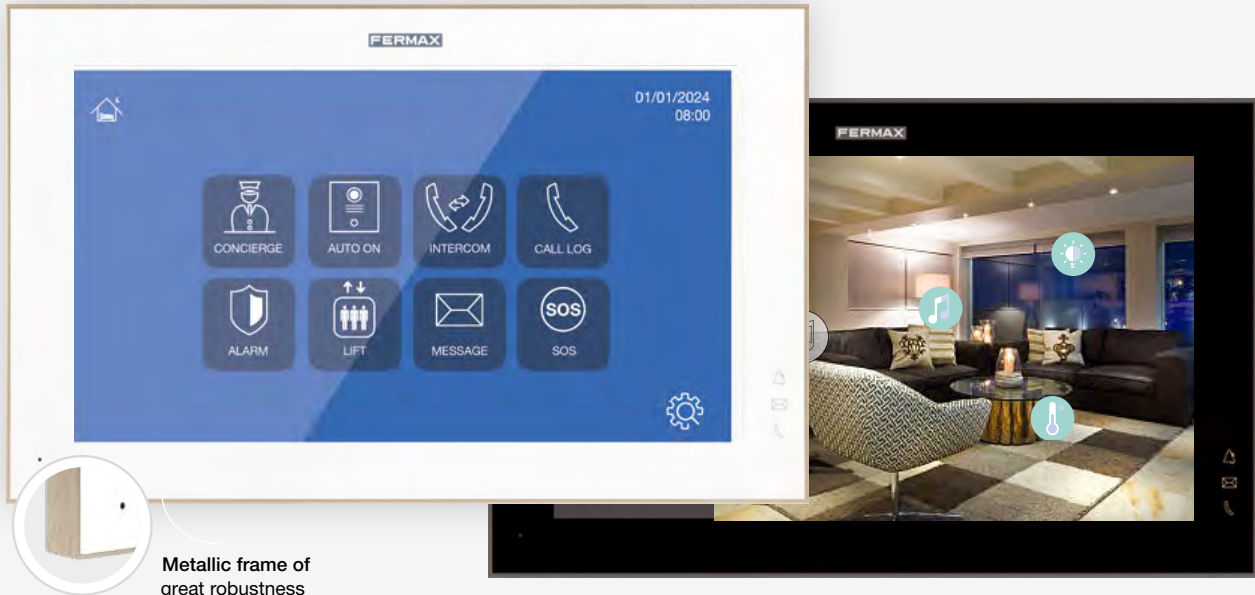 FERMAX
01/01/2024
08:00
CONCIERGE
AUTO ON
INTERCOM
CALL LOG
ALARM
LIFT
MESSAGE
SOS
SOS
FERMAX
Metallic frame of
great robustness